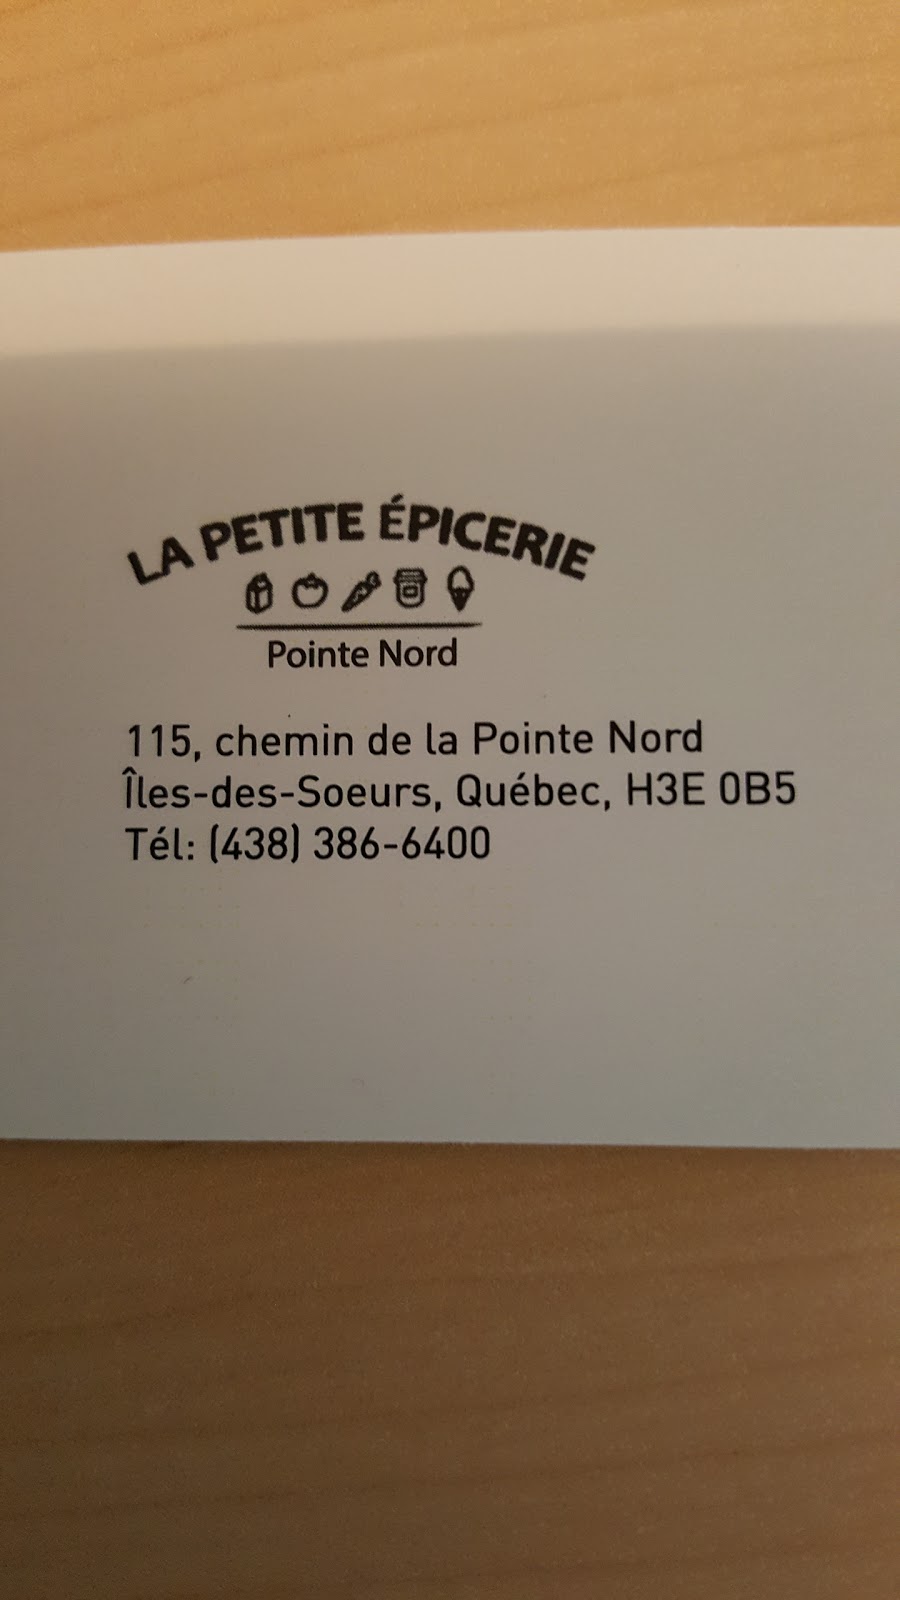 LA PETITE ÉPICERIE
Pointe Nord
115, chemin de la Pointe Nord
Îles-des-Soeurs, Québec, H3E 0B5
Tél: (438) 386-6400